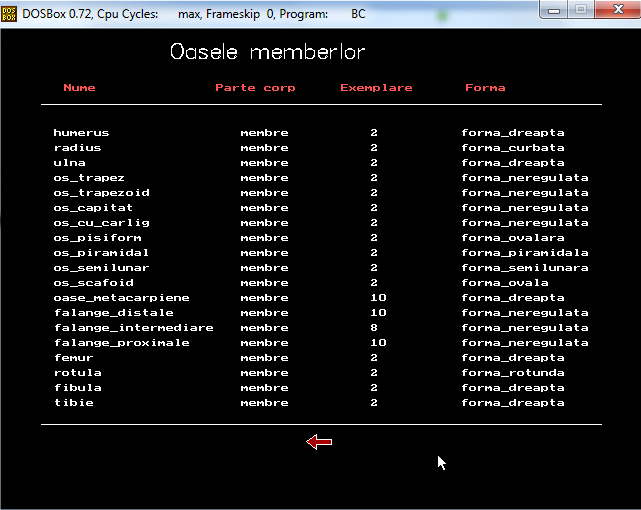 DOS BOX DOSBox 0.72, Cpu Cycles: max, Frameskip 0, Program: BC
Oasele memberlor
Nume Parte corp Exemplare Forma
humerus membre 2 forma_dreapta
radius membre 2 forma_curbata
ulna membre 2 forma_dreapta
os_trapez membre 2 forma_neregulata
os_trapezoid membre 2 forma_neregulata
os_capitat membre 2 forma_neregulata
os_cu_carlig membre 2 forma_neregulata
os_pisiform membre 2 forma_ovalara
os_piramidal membre 2 forma_piramidala
os_semilunar membre 2 forma_semilunara
os_scafoid membre 2 forma_ovala
oase_metacarpiene membre 10 forma_dreapta
falange_distale membre 10 forma_neregulata
falange_intermediare membre 8 forma_neregulata
falange_proximale membre 10 forma_neregulata
femur membre 2 forma_dreapta
rotula membre 2 forma_rotunda
fibula membre 2 forma_dreapta
tibie membre 2 forma_dreapta